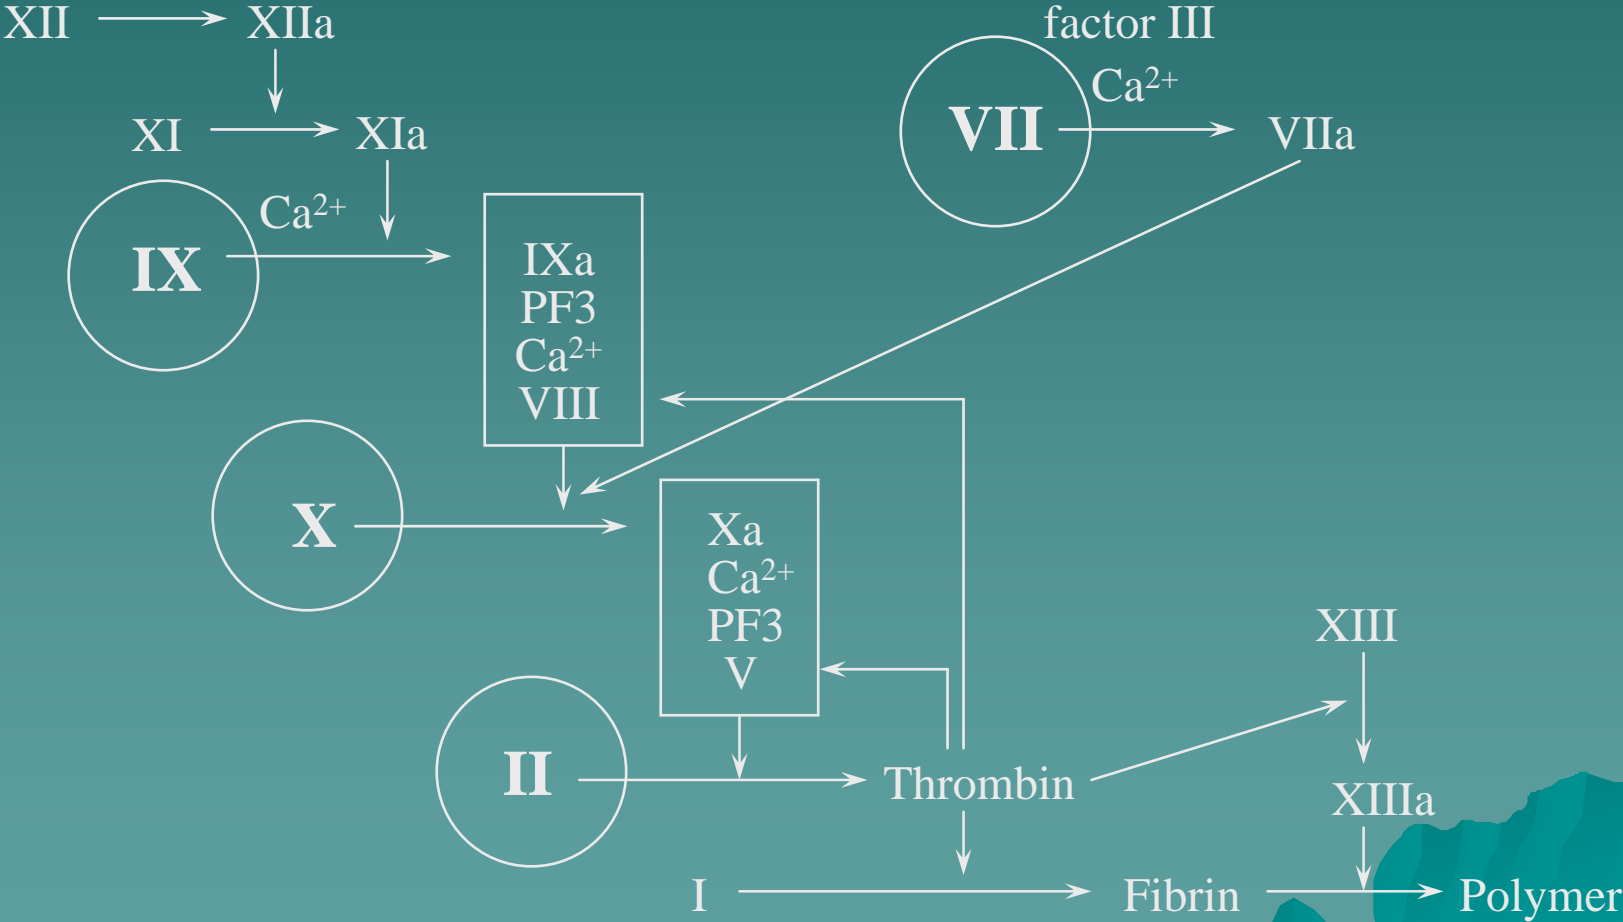 XII XIIa factor III
Ca²⁺
XI XIa VII VIIa
Ca²⁺
IX IXa
PF3
Ca²⁺
VIII
X Xa
Ca²⁺
PF3 XIII
V
II Thrombin XIIIa
I Fibrin Polymer